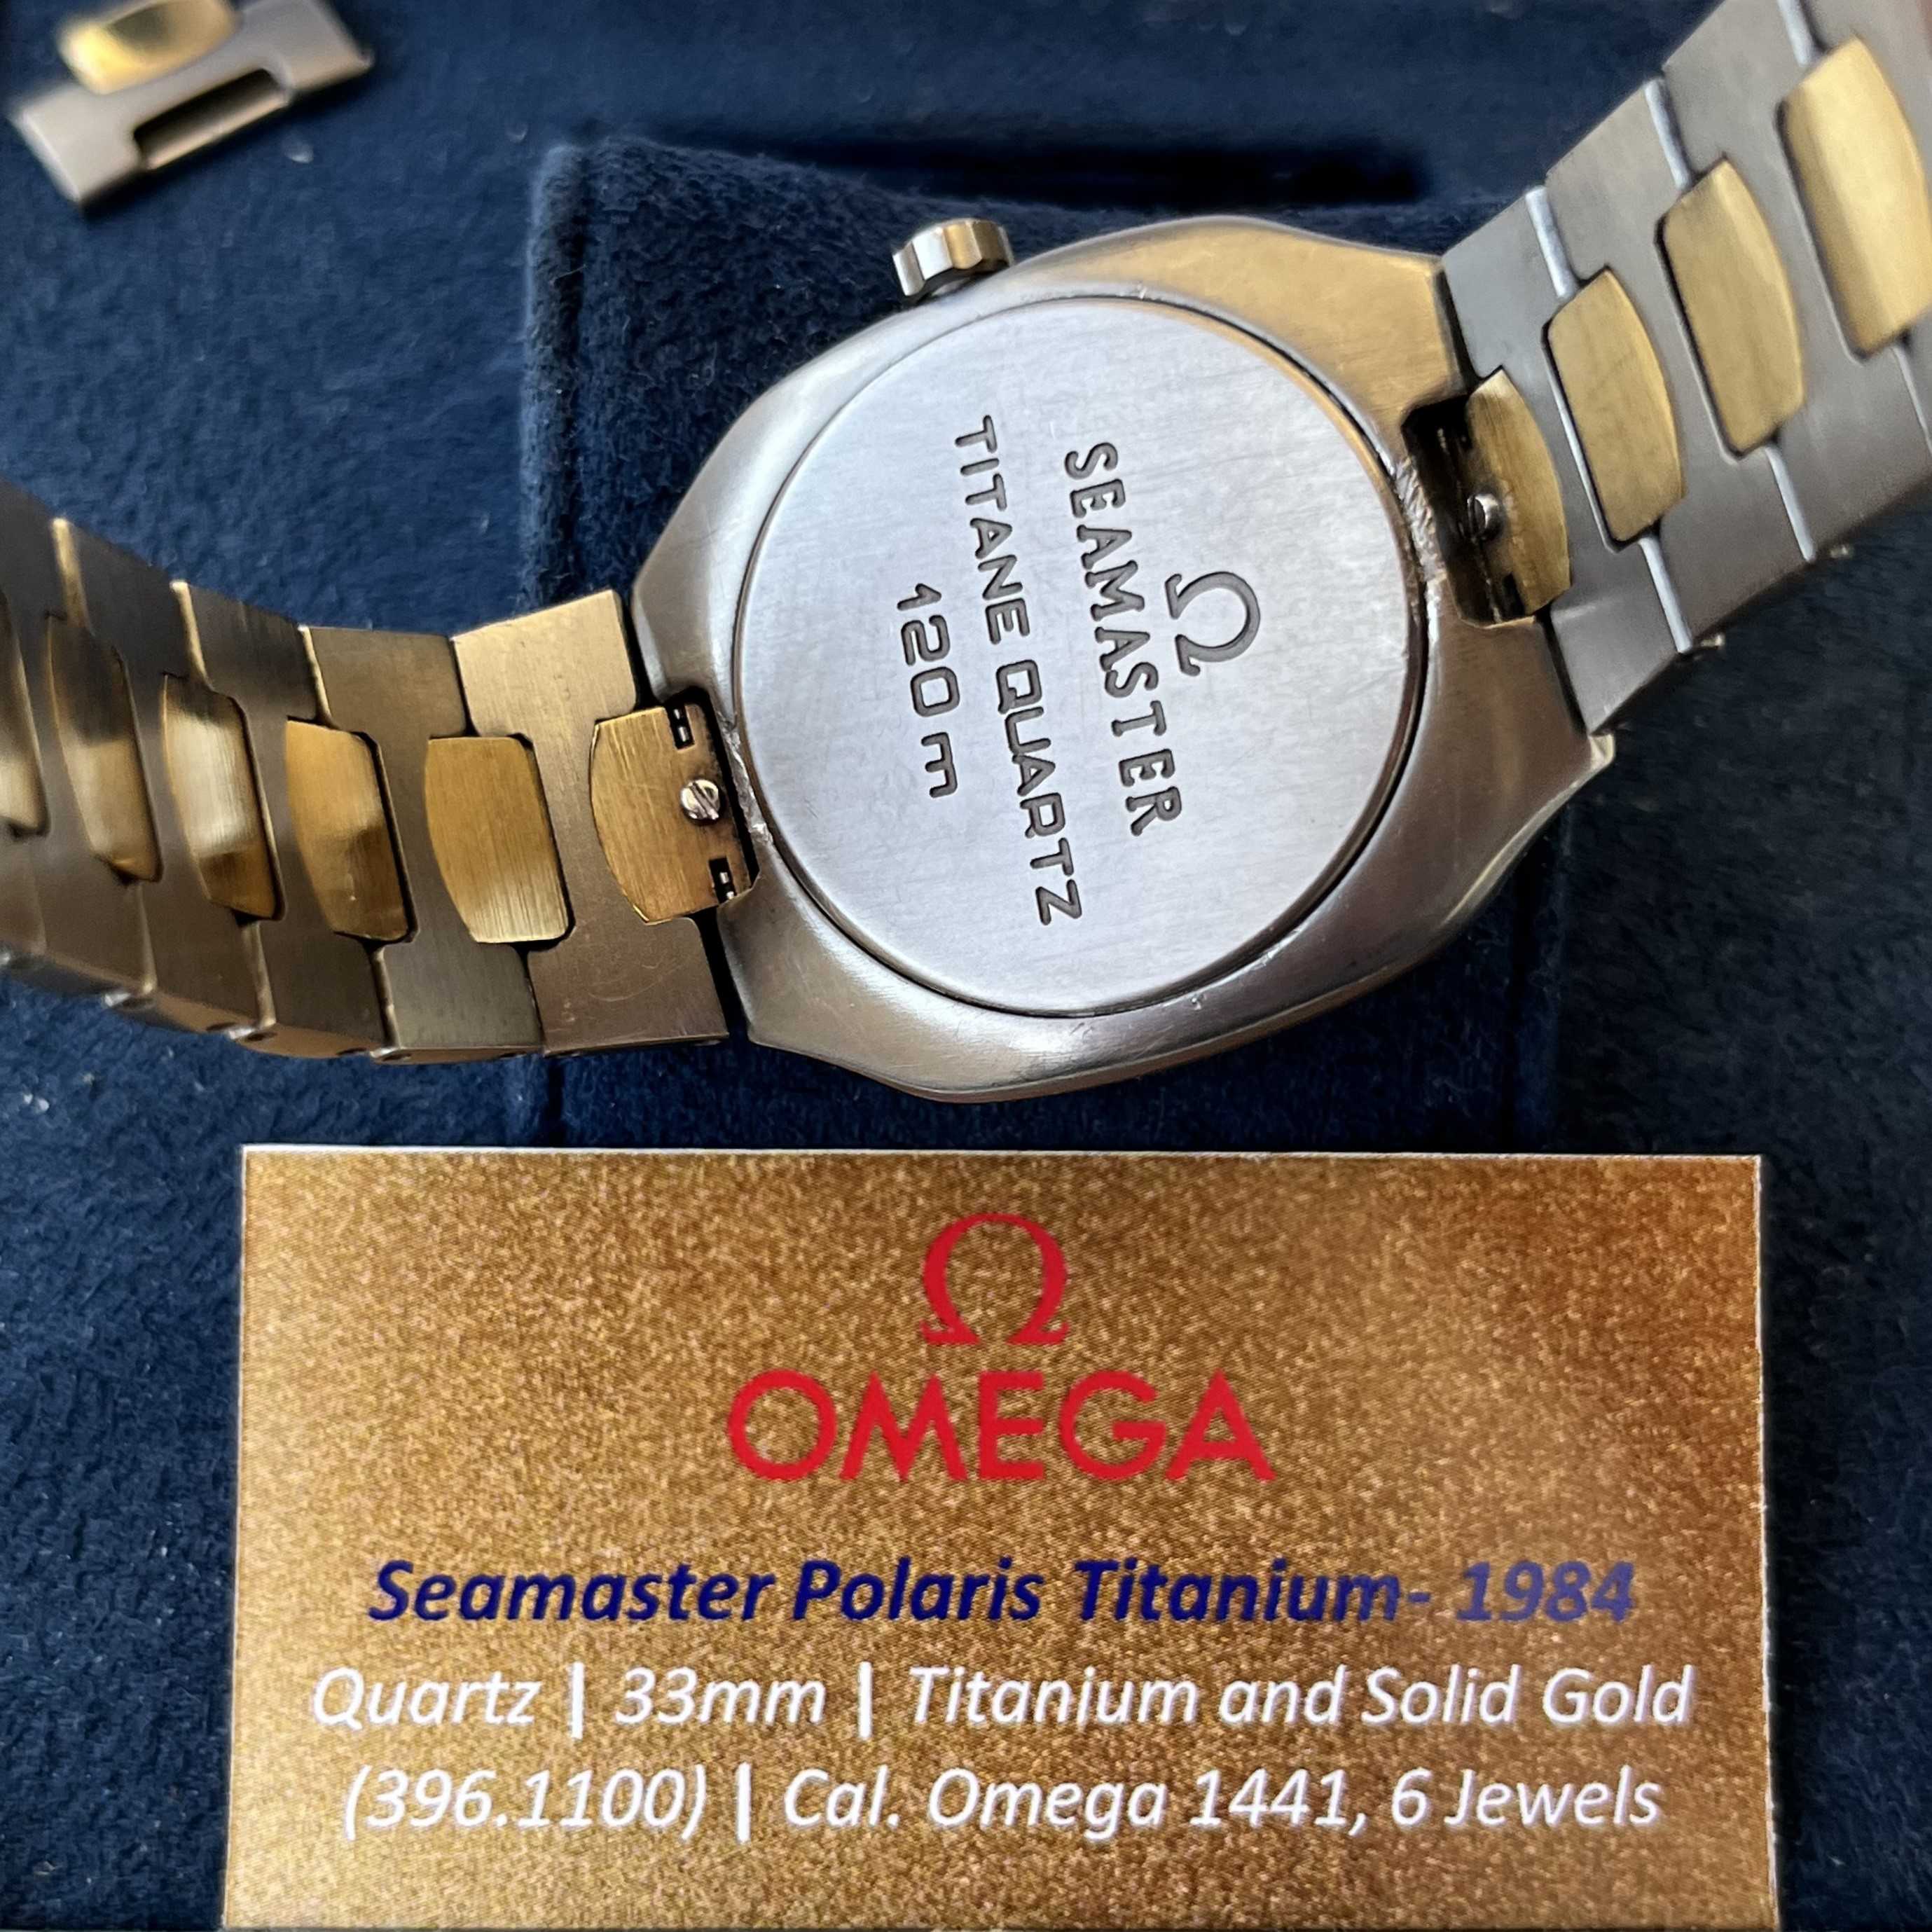 Ω
SEAMASTER
TITANE QUARTZ
120 m
Ω
OMEGA
Seamaster Polaris Titanium- 1984
Quartz | 33mm | Titanium and Solid Gold
(396.1100) | Cal. Omega 1441, 6 Jewels